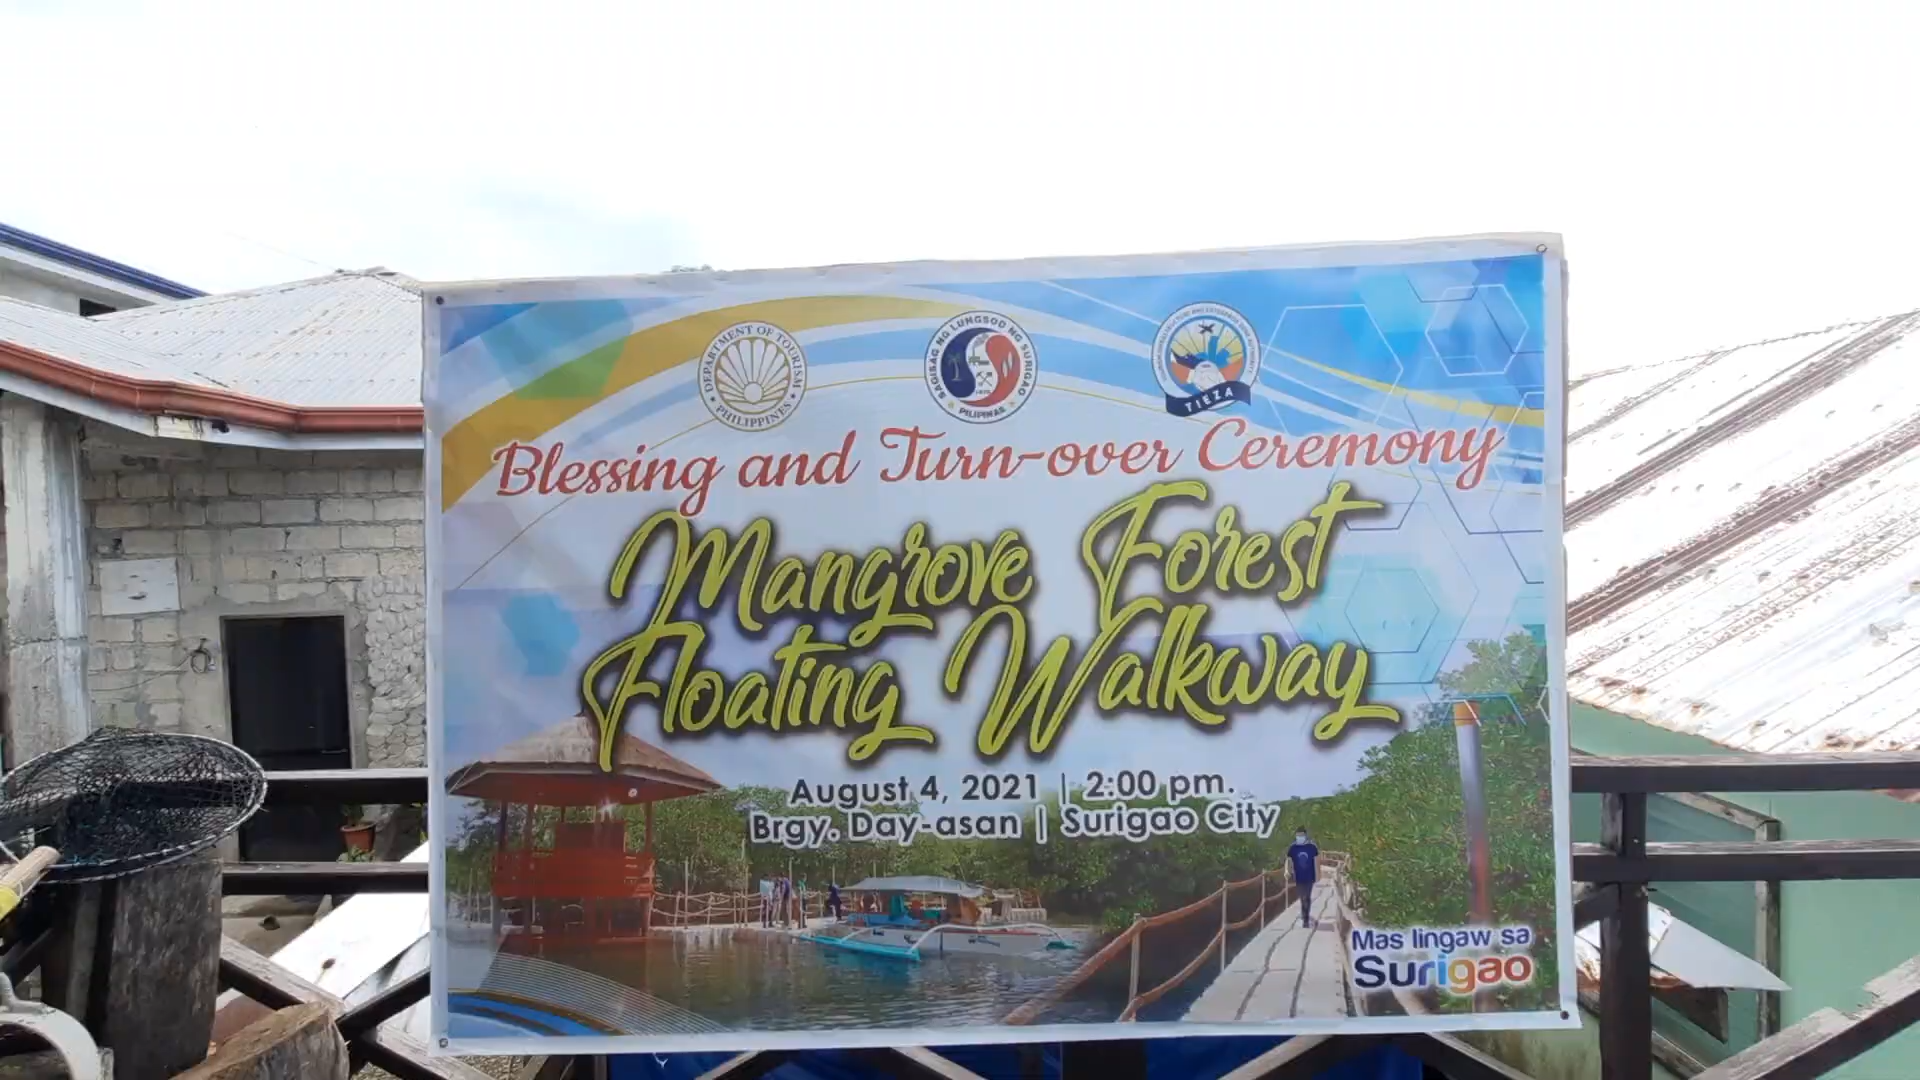 DEPARTMENT OF TOURISM
PHILIPPINES
SAGISAG NG LUNGSOD NG SURIGAO
PILIPINAS
TIEZA
Blessing and Turn-over Ceremony
Mangrove Forest
Floating Walkway
August 4, 2021 | 2:00 pm.
Brgy. Day-asan | Surigao City
Mas lingaw sa
Surigao